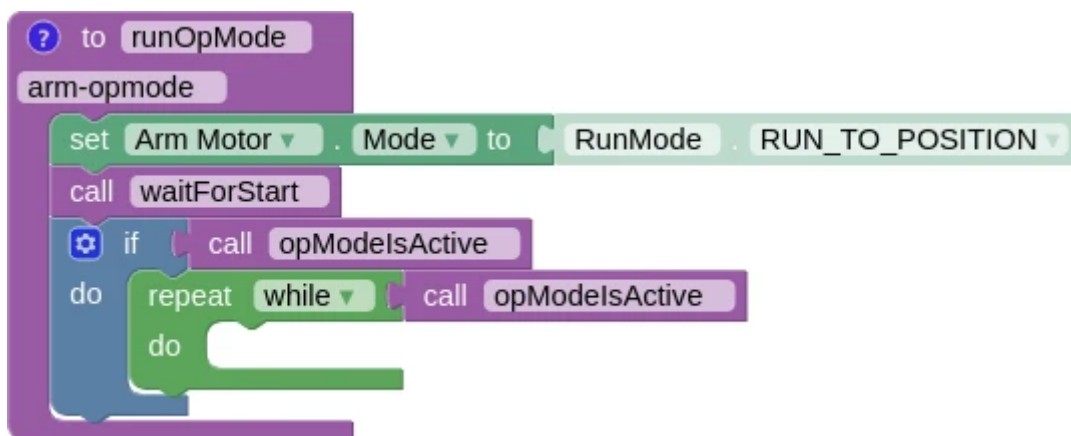 ? to runOpMode
arm-opmode
set Arm Motor . Mode to RunMode . RUN_TO_POSITION
call waitForStart
if call opModeIsActive
do repeat while call opModeIsActive
do